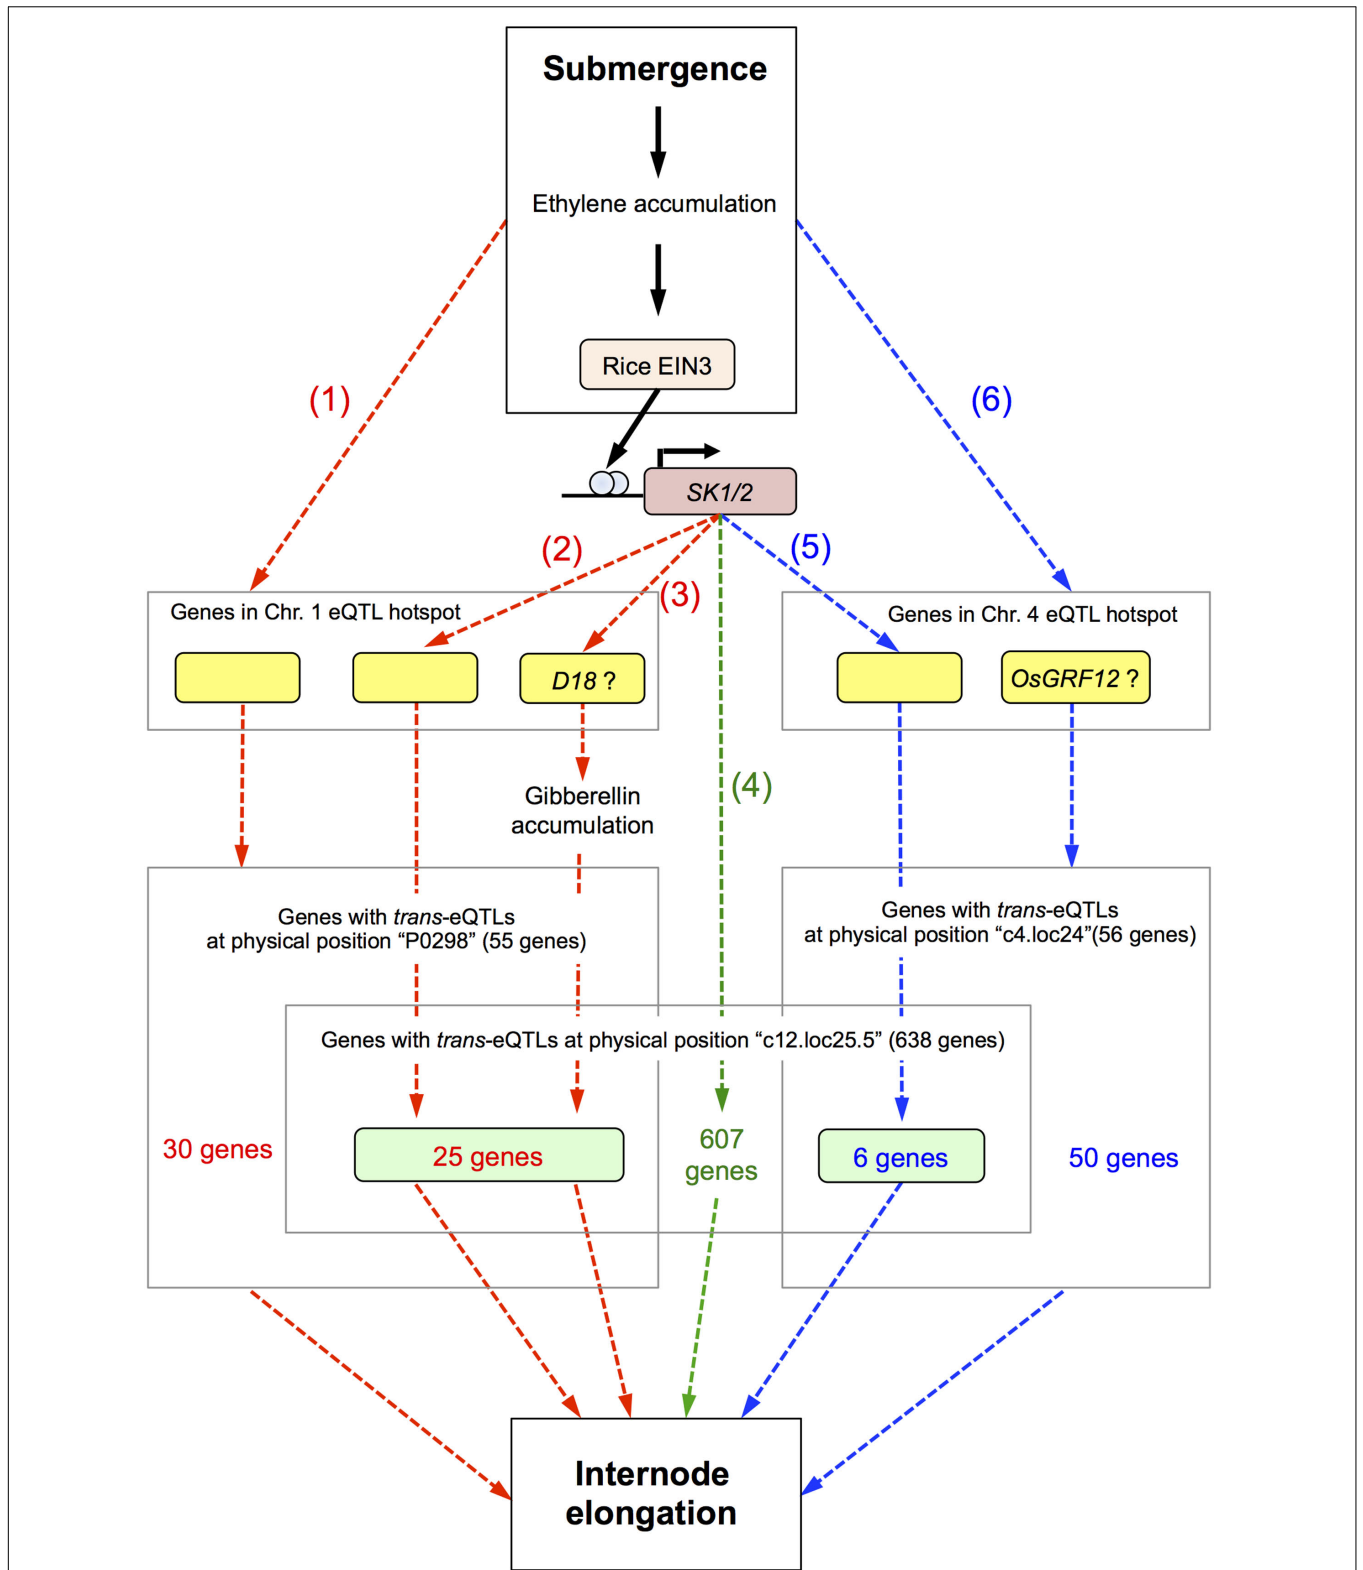 Submergence
Ethylene accumulation
Rice EIN3
(1)
(6)
SK1/2
(2)
(5)
(3)
Genes in Chr. 1 eQTL hotspot
Genes in Chr. 4 eQTL hotspot
D18 ?
OsGRF12 ?
(4)
Gibberellin
accumulation
Genes with trans-eQTLs
at physical position “P0298” (55 genes)
Genes with trans-eQTLs
at physical position “c4.loc24”(56 genes)
Genes with trans-eQTLs at physical position “c12.loc25.5” (638 genes)
30 genes
25 genes
607
genes
6 genes
50 genes
Internode
elongation